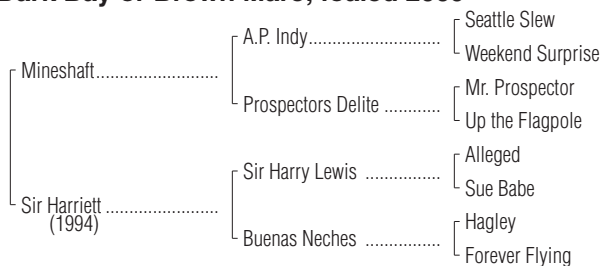 Dark Bay or Brown Mare; foaled
Seattle Slew
A.P. Indy..............................
Weekend Surprise
Mineshaft............................
Mr. Prospector
Prospectors Delite ............
Up the Flagpole
Alleged
Sir Harry Lewis .................
Sue Babe
Sir Harriett ..........................
(1994)
Hagley
Buenas Neches .................
Forever Flying